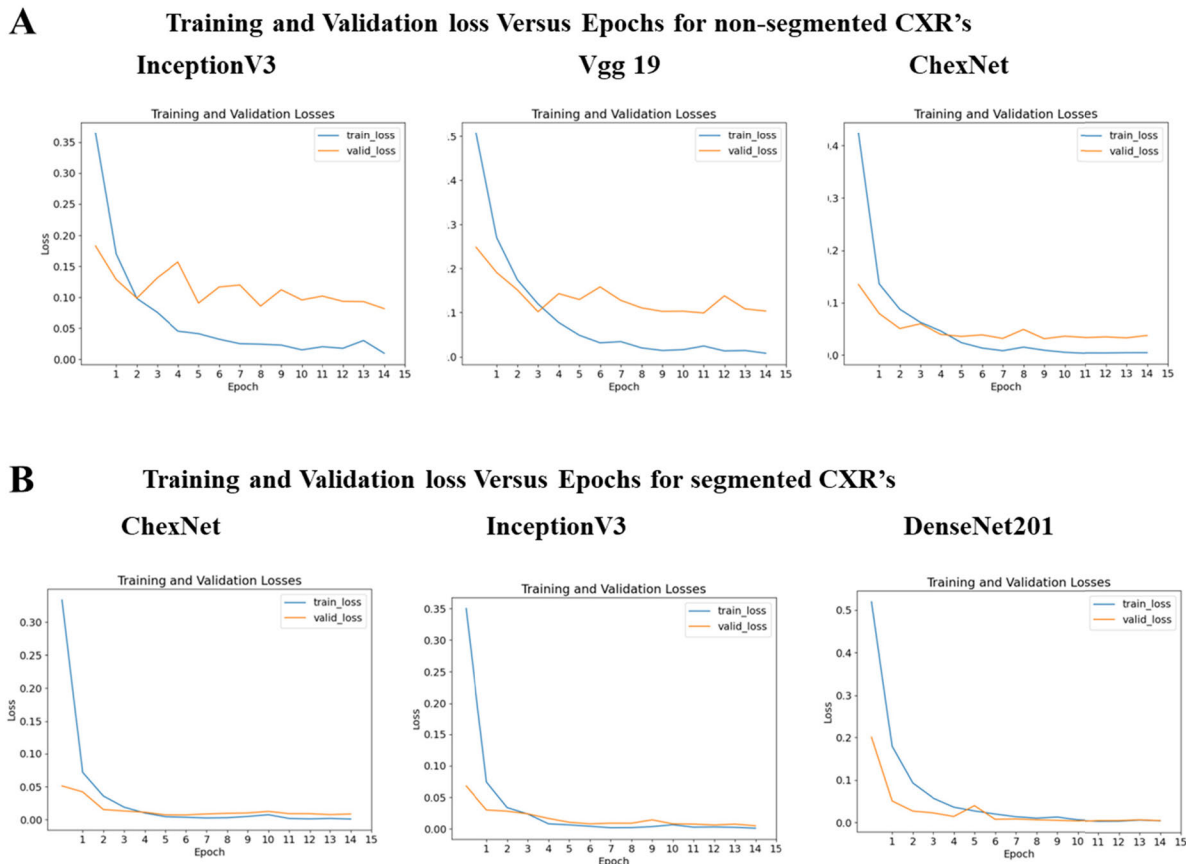 A
Training and Validation loss Versus Epochs for non-segmented CXR's
InceptionV3 Vgg 19 ChexNet
Training and Validation Losses
train_loss
valid_loss
Loss
0.35
0.30
0.25
0.20
0.15
0.10
0.05
0.00
1 2 3 4 5 6 7 8 9 10 11 12 13 14 15
Epoch
Training and Validation Losses
train_loss
valid_loss
.5
).4
).3
.2
.1
.0
1 2 3 4 5 6 7 8 9 10 11 12 13 14 15
Epoch
Training and Validation Losses
train_loss
valid_loss
).4
).3
).2
).1
).0
1 2 3 4 5 6 7 8 9 10 11 12 13 14 15
Epoch
B
Training and Validation loss Versus Epochs for segmented CXR's
ChexNet InceptionV3 DenseNet201
Training and Validation Losses
train_loss
valid_loss
Loss
0.30
0.25
0.20
0.15
0.10
0.05
0.00
1 2 3 4 5 6 7 8 9 10 11 12 13 14 15
Epoch
Training and Validation Losses
train_loss
valid_loss
Loss
0.35
0.30
0.25
0.20
0.15
0.10
0.05
0.00
1 2 3 4 5 6 7 8 9 10 11 12 13 14 15
Epoch
Training and Validation Losses
train_loss
valid_loss
Loss
0.5
0.4
0.3
0.2
0.1
0.0
1 2 3 4 5 6 7 8 9 10 11 12 13 14 15
Epoch